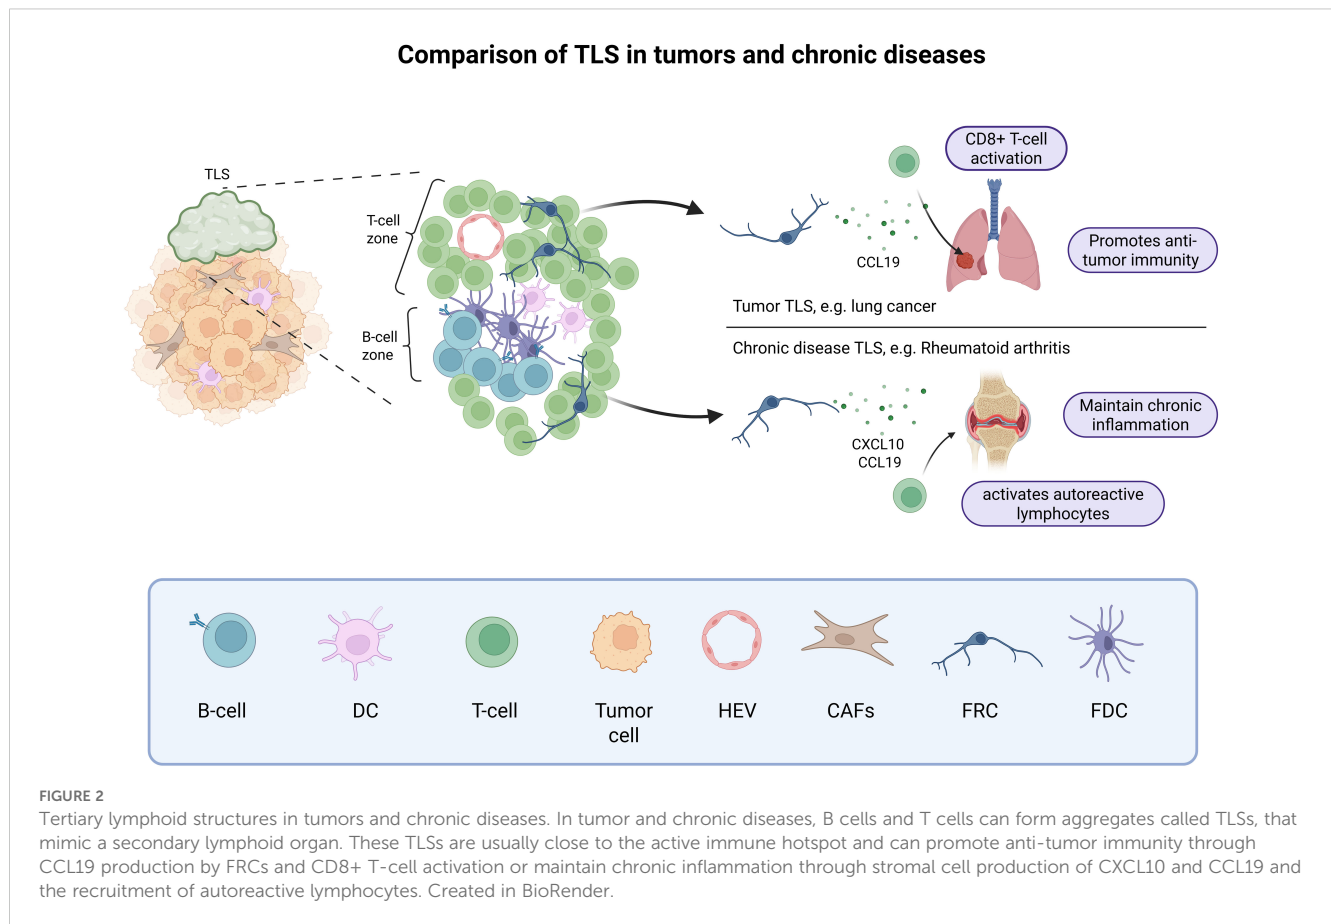 Comparison of TLS in tumors and chronic diseases
TLS
T-cell
zone
B-cell
zone
CCL19
CD8+ T-cell
activation
Promotes anti-
tumor immunity
Tumor TLS, e.g. lung cancer
Chronic disease TLS, e.g. Rheumatoid arthritis
CXCL10
CCL19
Maintain chronic
inflammation
activates autoreactive
lymphocytes
B-cell
DC
T-cell
Tumor
cell
HEV
CAFs
FRC
FDC
FIGURE 2
Tertiary lymphoid structures in tumors and chronic diseases. In tumor and chronic diseases, B cells and T cells can form aggregates called TLSs, that
mimic a secondary lymphoid organ. These TLSs are usually close to the active immune hotspot and can promote anti-tumor immunity through
CCL19 production by FRCs and CD8+ T-cell activation or maintain chronic inflammation through stromal cell production of CXCL10 and CCL19 and
the recruitment of autoreactive lymphocytes. Created in BioRender.